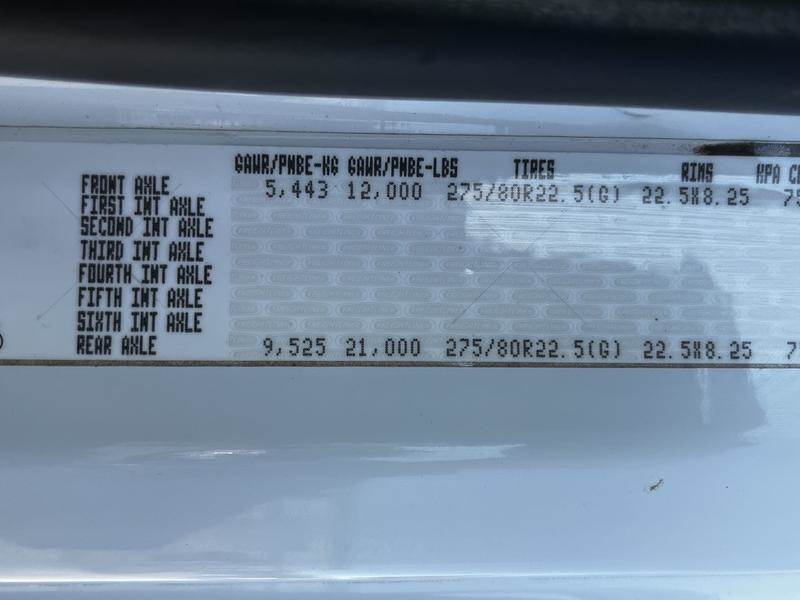 GAWR/PNBE-KG GAWR/PNBE-LBS TIRES RIMS KPA
FRONT AXLE 5,443 12,000 275/80R22.5(G) 22.5X8.25
FIRST INT AXLE
SECOND INT AXLE
THIRD INT AXLE
FOURTH INT AXLE
FIFTH INT AXLE
SIXTH INT AXLE
REAR AXLE 9,525 21,000 275/80R22.5(G) 22.5X8.25